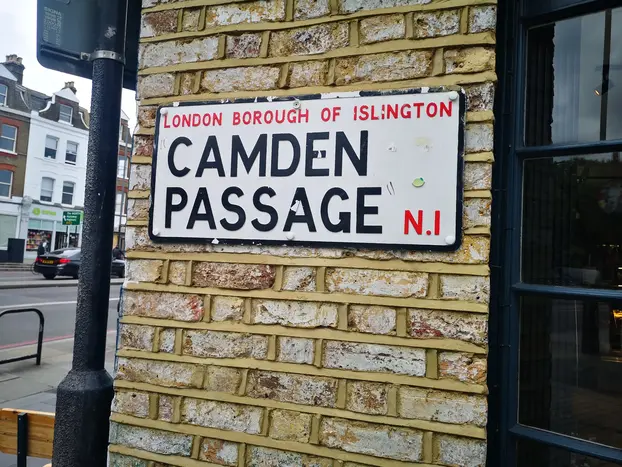 LONDON BOROUGH OF ISLINGTON
CAMDEN
PASSAGE N.1